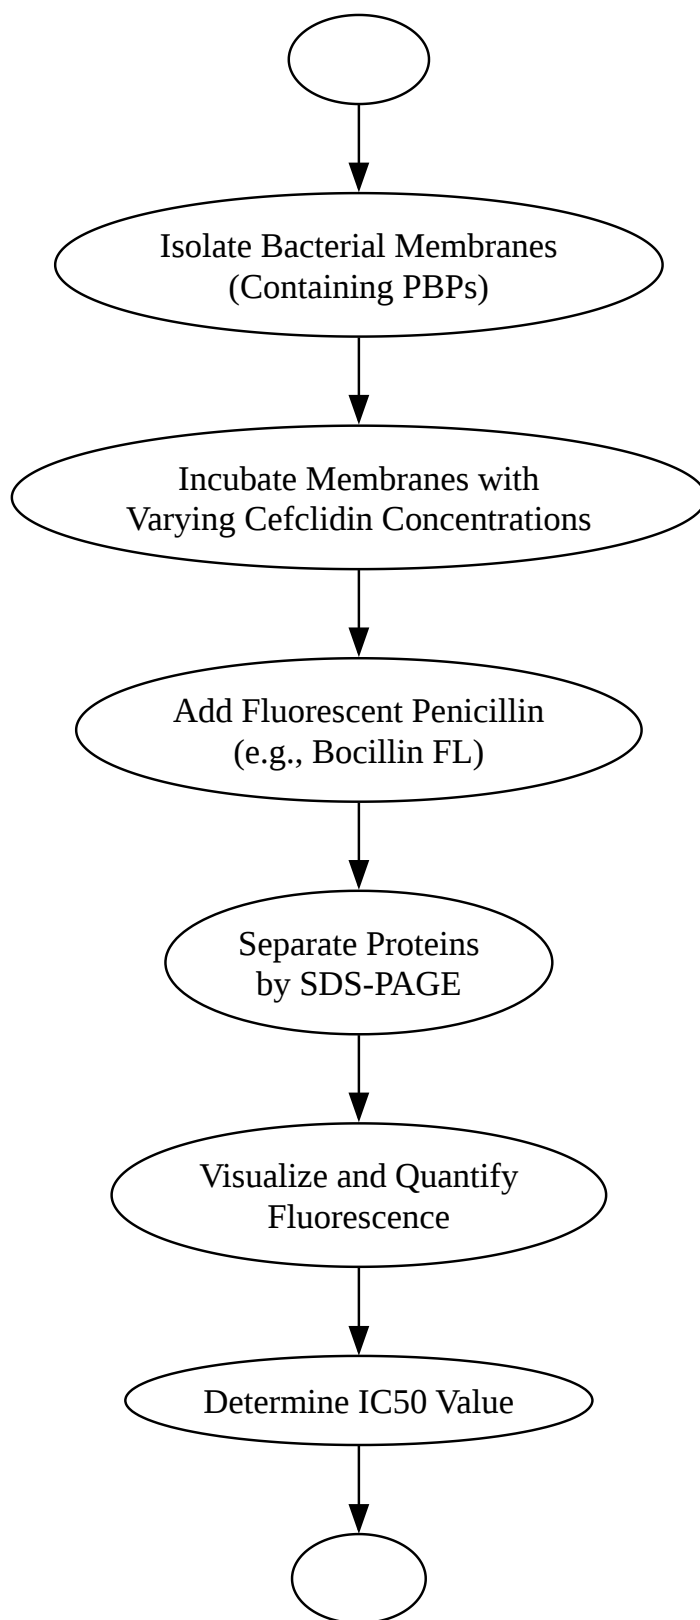 Isolate Bacterial Membranes
(Containing PBPs)
Incubate Membranes with
Varying Cefclidin Concentrations
Add Fluorescent Penicillin
(e.g., Bocillin FL)
Separate Proteins
by SDS-PAGE
Visualize and Quantify
Fluorescence
Determine IC50 Value